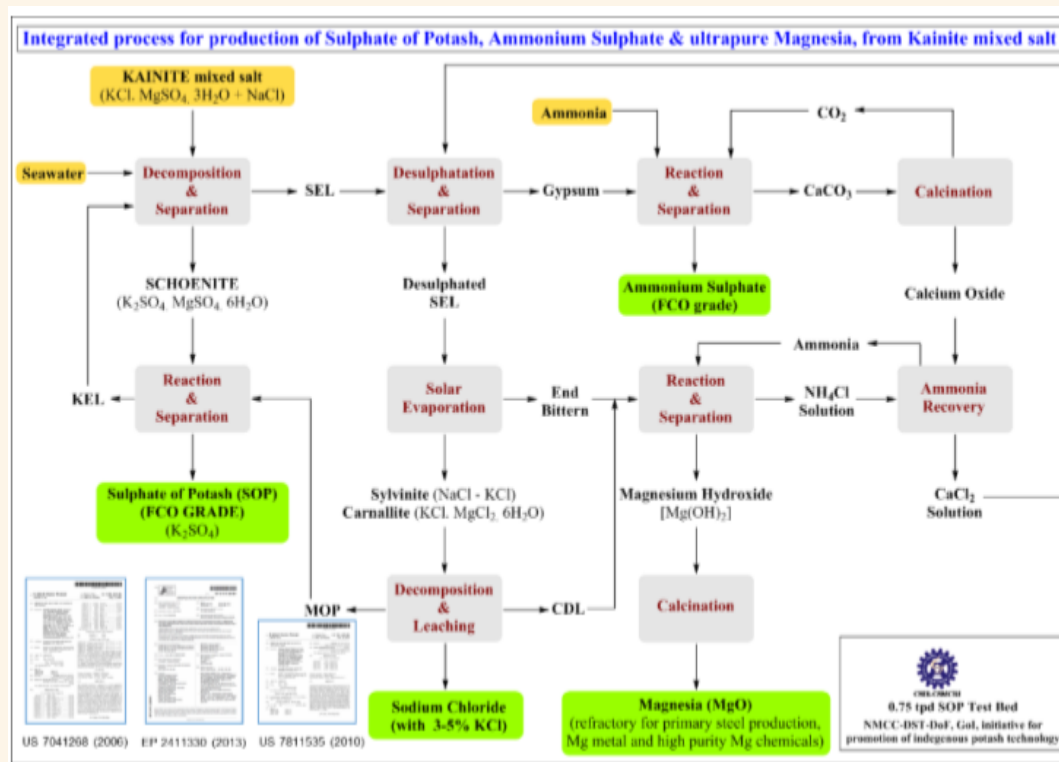 Integrated process for production of Sulphate of Potash, Ammonium Sulphate & ultrapure Magnesia, from Kainite mixed salt
KAINITE mixed salt
(KCl. MgSO4. 3H2O + NaCl)
Ammonia
CO2
Seawater
Decomposition
&
Separation
SEL
Desulphatation
&
Separation
Gypsum
Reaction
&
Separation
CaCO3
Calcination
SCHOENITE
(K2SO4. MgSO4. 6H2O)
Desulphated
SEL
Ammonium Sulphate
(FCO grade)
Calcium Oxide
Ammonia
KEL
Reaction
&
Separation
Solar
Evaporation
End
Bittern
Reaction
&
Separation
NH4Cl
Solution
Ammonia
Recovery
Sulphate of Potash (SOP)
(FCO GRADE)
(K2SO4)
Sylvinite (NaCl - KCl)
Carnallite (KCl. MgCl2. 6H2O)
Magnesium Hydroxide
[Mg(OH)2]
CaCl2
Solution
MOP
Decomposition
&
Leaching
CDL
Calcination
Sodium Chloride
(with 3-5% KCl)
Magnesia (MgO)
(refractory for primary steel production,
Mg metal and high purity Mg chemicals)
CSIR-CSMCRI
0.75 tpd SOP Test Bed
NMCC-DST-DoF, GoI, initiative for
promotion of indegenous potash technology
US 7041268 (2006)
EP 2411330 (2013)
US 7811535 (2010)